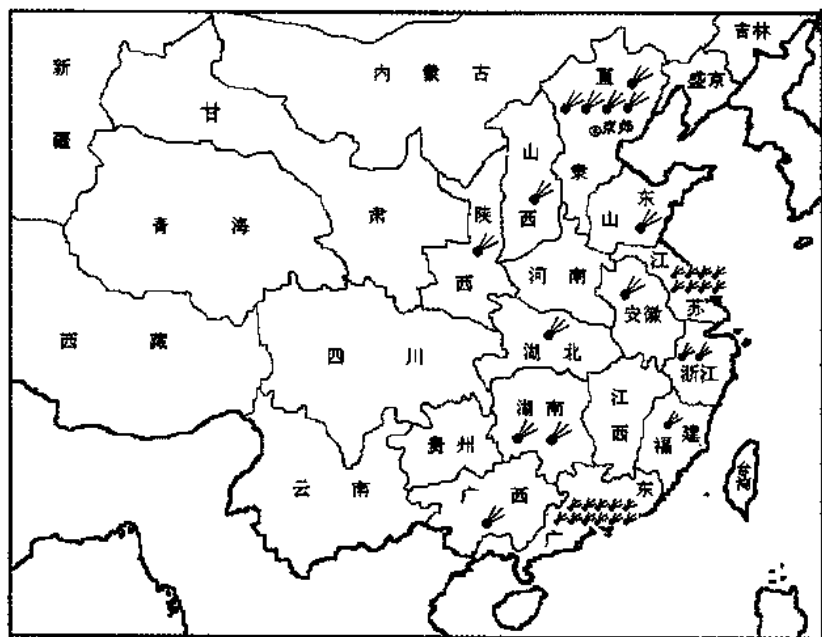 吉林
新疆
内蒙古
直隶
盛京
甘肃
京师
山西
山东
青海
陕西
江苏
河南
安徽
西藏
四川
湖北
浙江
湖南
江西
贵州
福建
台湾
云南
广西
广东